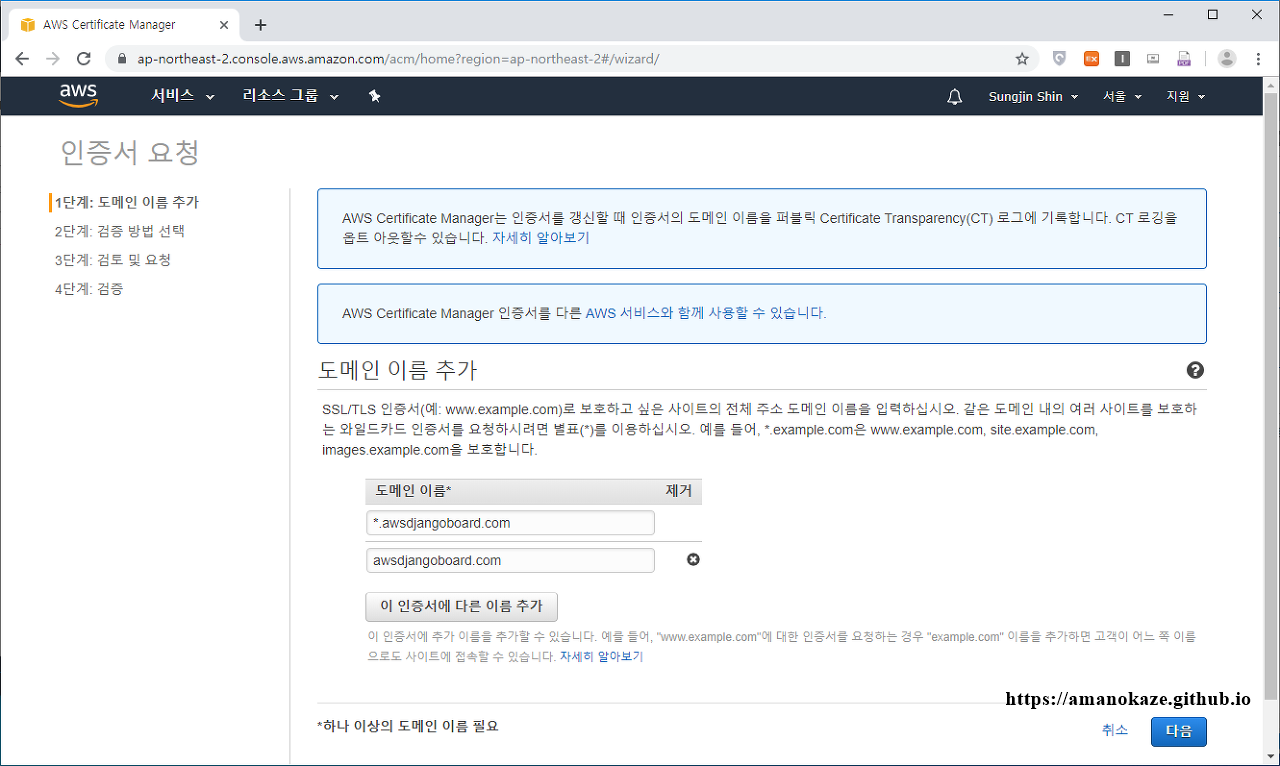 AWS Certificate Manager
ap-northeast-2.console.aws.amazon.com/acm/home?region=ap-northeast-2#/wizard/
aws 서비스 리소스 그룹 Sungjin Shin 서울 지원
인증서 요청
1단계: 도메인 이름 추가
2단계: 검증 방법 선택
3단계: 검토 및 요청
4단계: 검증
AWS Certificate Manager는 인증서를 갱신할 때 인증서의 도메인 이름을 퍼블릭 Certificate Transparency(CT) 로그에 기록합니다. CT 로깅을
옵트 아웃할수 있습니다. 자세히 알아보기
AWS Certificate Manager 인증서를 다른 AWS 서비스와 함께 사용할 수 있습니다.
도메인 이름 추가
SSL/TLS 인증서(예: www.example.com)로 보호하고 싶은 사이트의 전체 주소 도메인 이름을 입력하십시오. 같은 도메인 내의 여러 사이트를 보호하
는 와일드카드 인증서를 요청하시려면 별표(*)를 이용하십시오. 예를 들어, *.example.com은 www.example.com, site.example.com,
images.example.com을 보호합니다.
도메인 이름* 제거
*.awsdjangoboard.com
awsdjangoboard.com
이 인증서에 다른 이름 추가
이 인증서에 추가 이름을 추가할 수 있습니다. 예를 들어, "www.example.com"에 대한 인증서를 요청하는 경우 "example.com" 이름을 추가하면 고객이 어느 쪽 이름
으로도 사이트에 접속할 수 있습니다. 자세히 알아보기
https://amanokaze.github.io
*하나 이상의 도메인 이름 필요
취소 다음